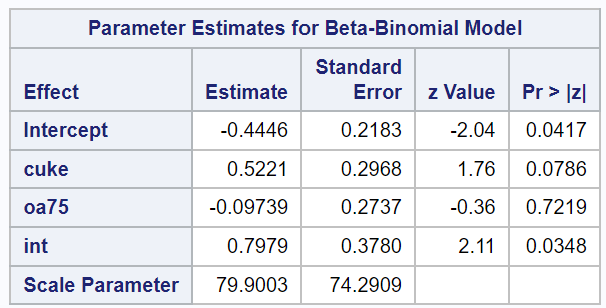 Parameter Estimates for Beta-Binomial Model
Effect Estimate Standard Error z Value Pr > |z|
Intercept -0.4446 0.2183 -2.04 0.0417
cuke 0.5221 0.2968 1.76 0.0786
oa75 -0.09739 0.2737 -0.36 0.7219
int 0.7979 0.3780 2.11 0.0348
Scale Parameter 79.9003 74.2909